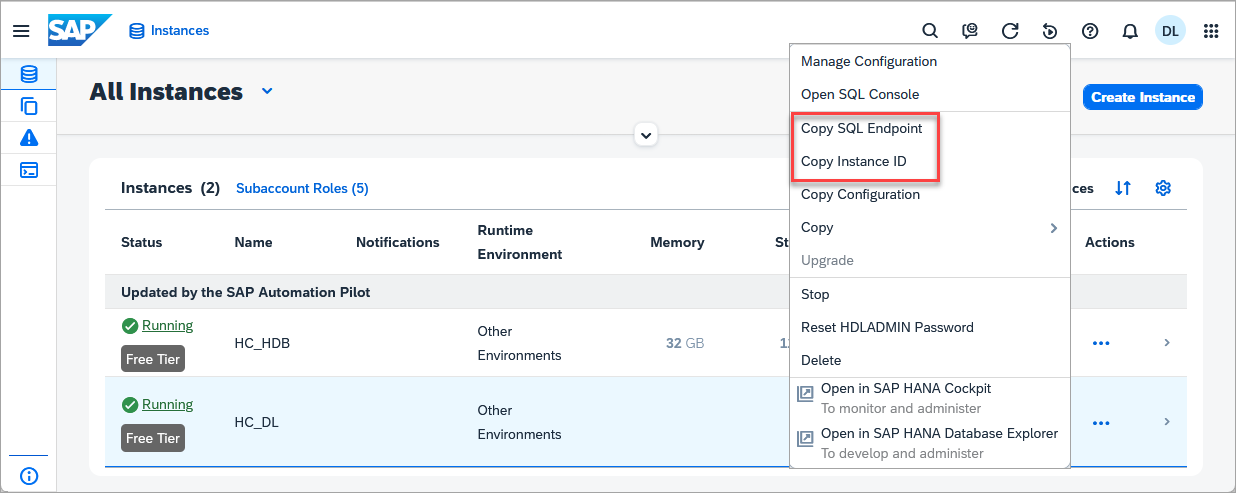 SAP
Instances
DL
All Instances
Create Instance
Manage Configuration
Open SQL Console
Copy SQL Endpoint
Copy Instance ID
Copy Configuration
Copy
Upgrade
Stop
Reset HDLADMIN Password
Delete
Open in SAP HANA Cockpit
To monitor and administer
Open in SAP HANA Database Explorer
To develop and administer
Instances (2)
Subaccount Roles (5)
Status
Name
Notifications
Runtime
Environment
Memory
Actions
Updated by the SAP Automation Pilot
Running
Free Tier
HC_HDB
Other
Environments
32 GB
Running
Free Tier
HC_DL
Other
Environments